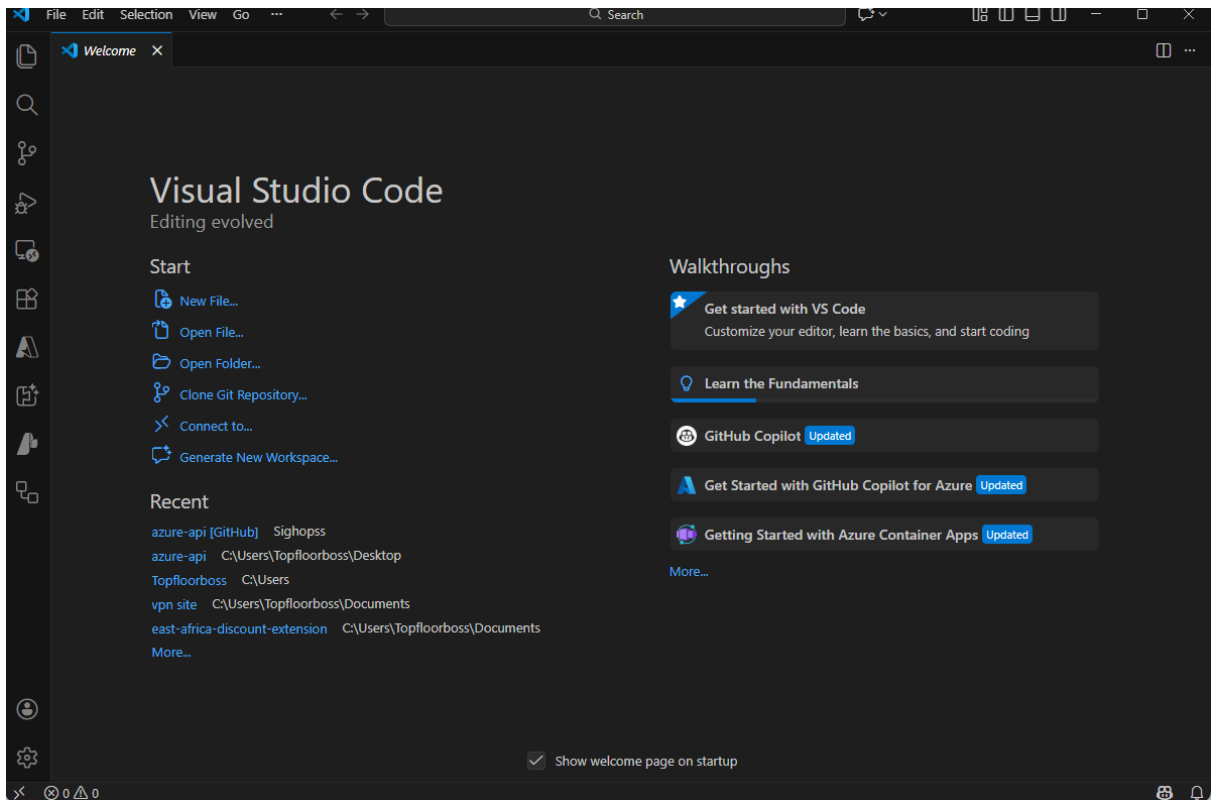 File Edit Selection View Go ··· Search
Welcome
Visual Studio Code
Editing evolved
Start
New File...
Open File...
Open Folder...
Clone Git Repository...
Connect to...
Generate New Workspace...
Recent
azure-api [GitHub] Sighopss
azure-api C:\Users\Topfloorboss\Desktop
Topfloorboss C:\Users
vpn site C:\Users\Topfloorboss\Documents
east-africa-discount-extension C:\Users\Topfloorboss\Documents
More...
Walkthroughs
Get started with VS Code
Customize your editor, learn the basics, and start coding
Learn the Fundamentals
GitHub Copilot Updated
Get Started with GitHub Copilot for Azure Updated
Getting Started with Azure Container Apps Updated
More...
Show welcome page on startup
0 0